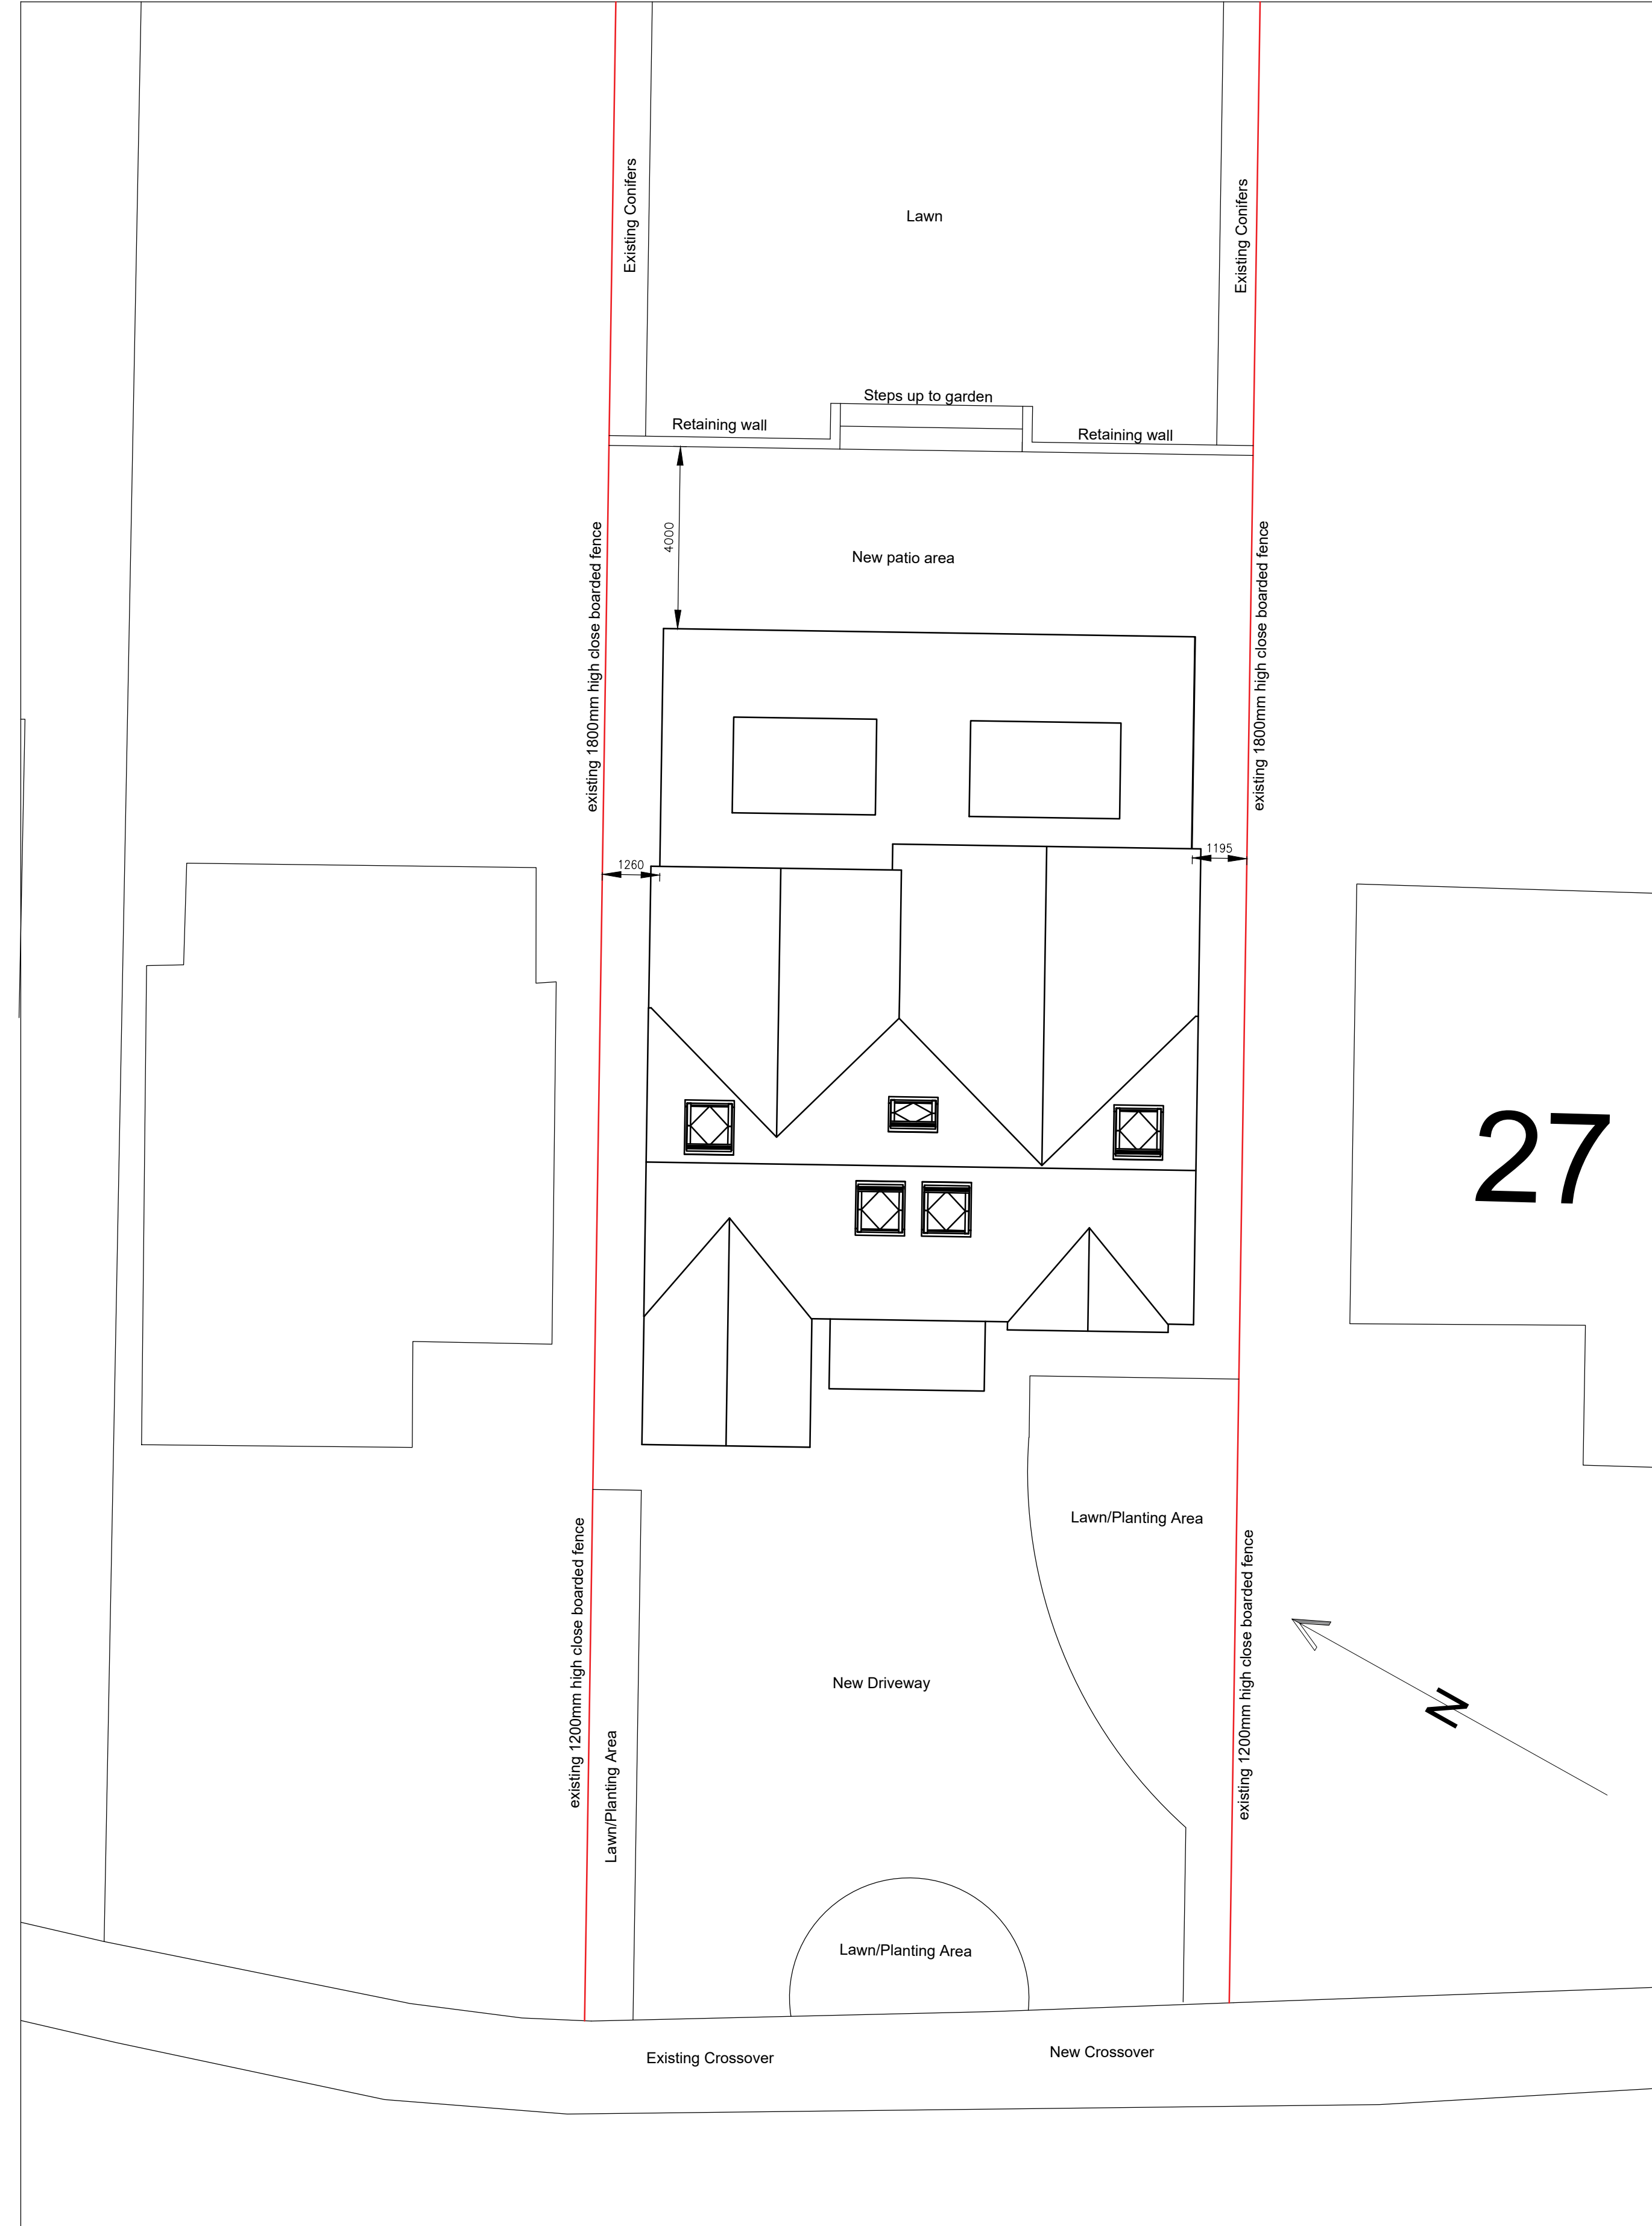 Existing Conifers
Existing Conifers
Lawn
Steps up to garden
Retaining wall
Retaining wall
4000
New patio area
existing 1800mm high close boarded fence
existing 1800mm high close boarded fence
1260
1195
27
Lawn/Planting Area
existing 1200mm high close boarded fence
existing 1200mm high close boarded fence
New Driveway
N
Lawn/Planting Area
Lawn/Planting Area
Existing Crossover
New Crossover